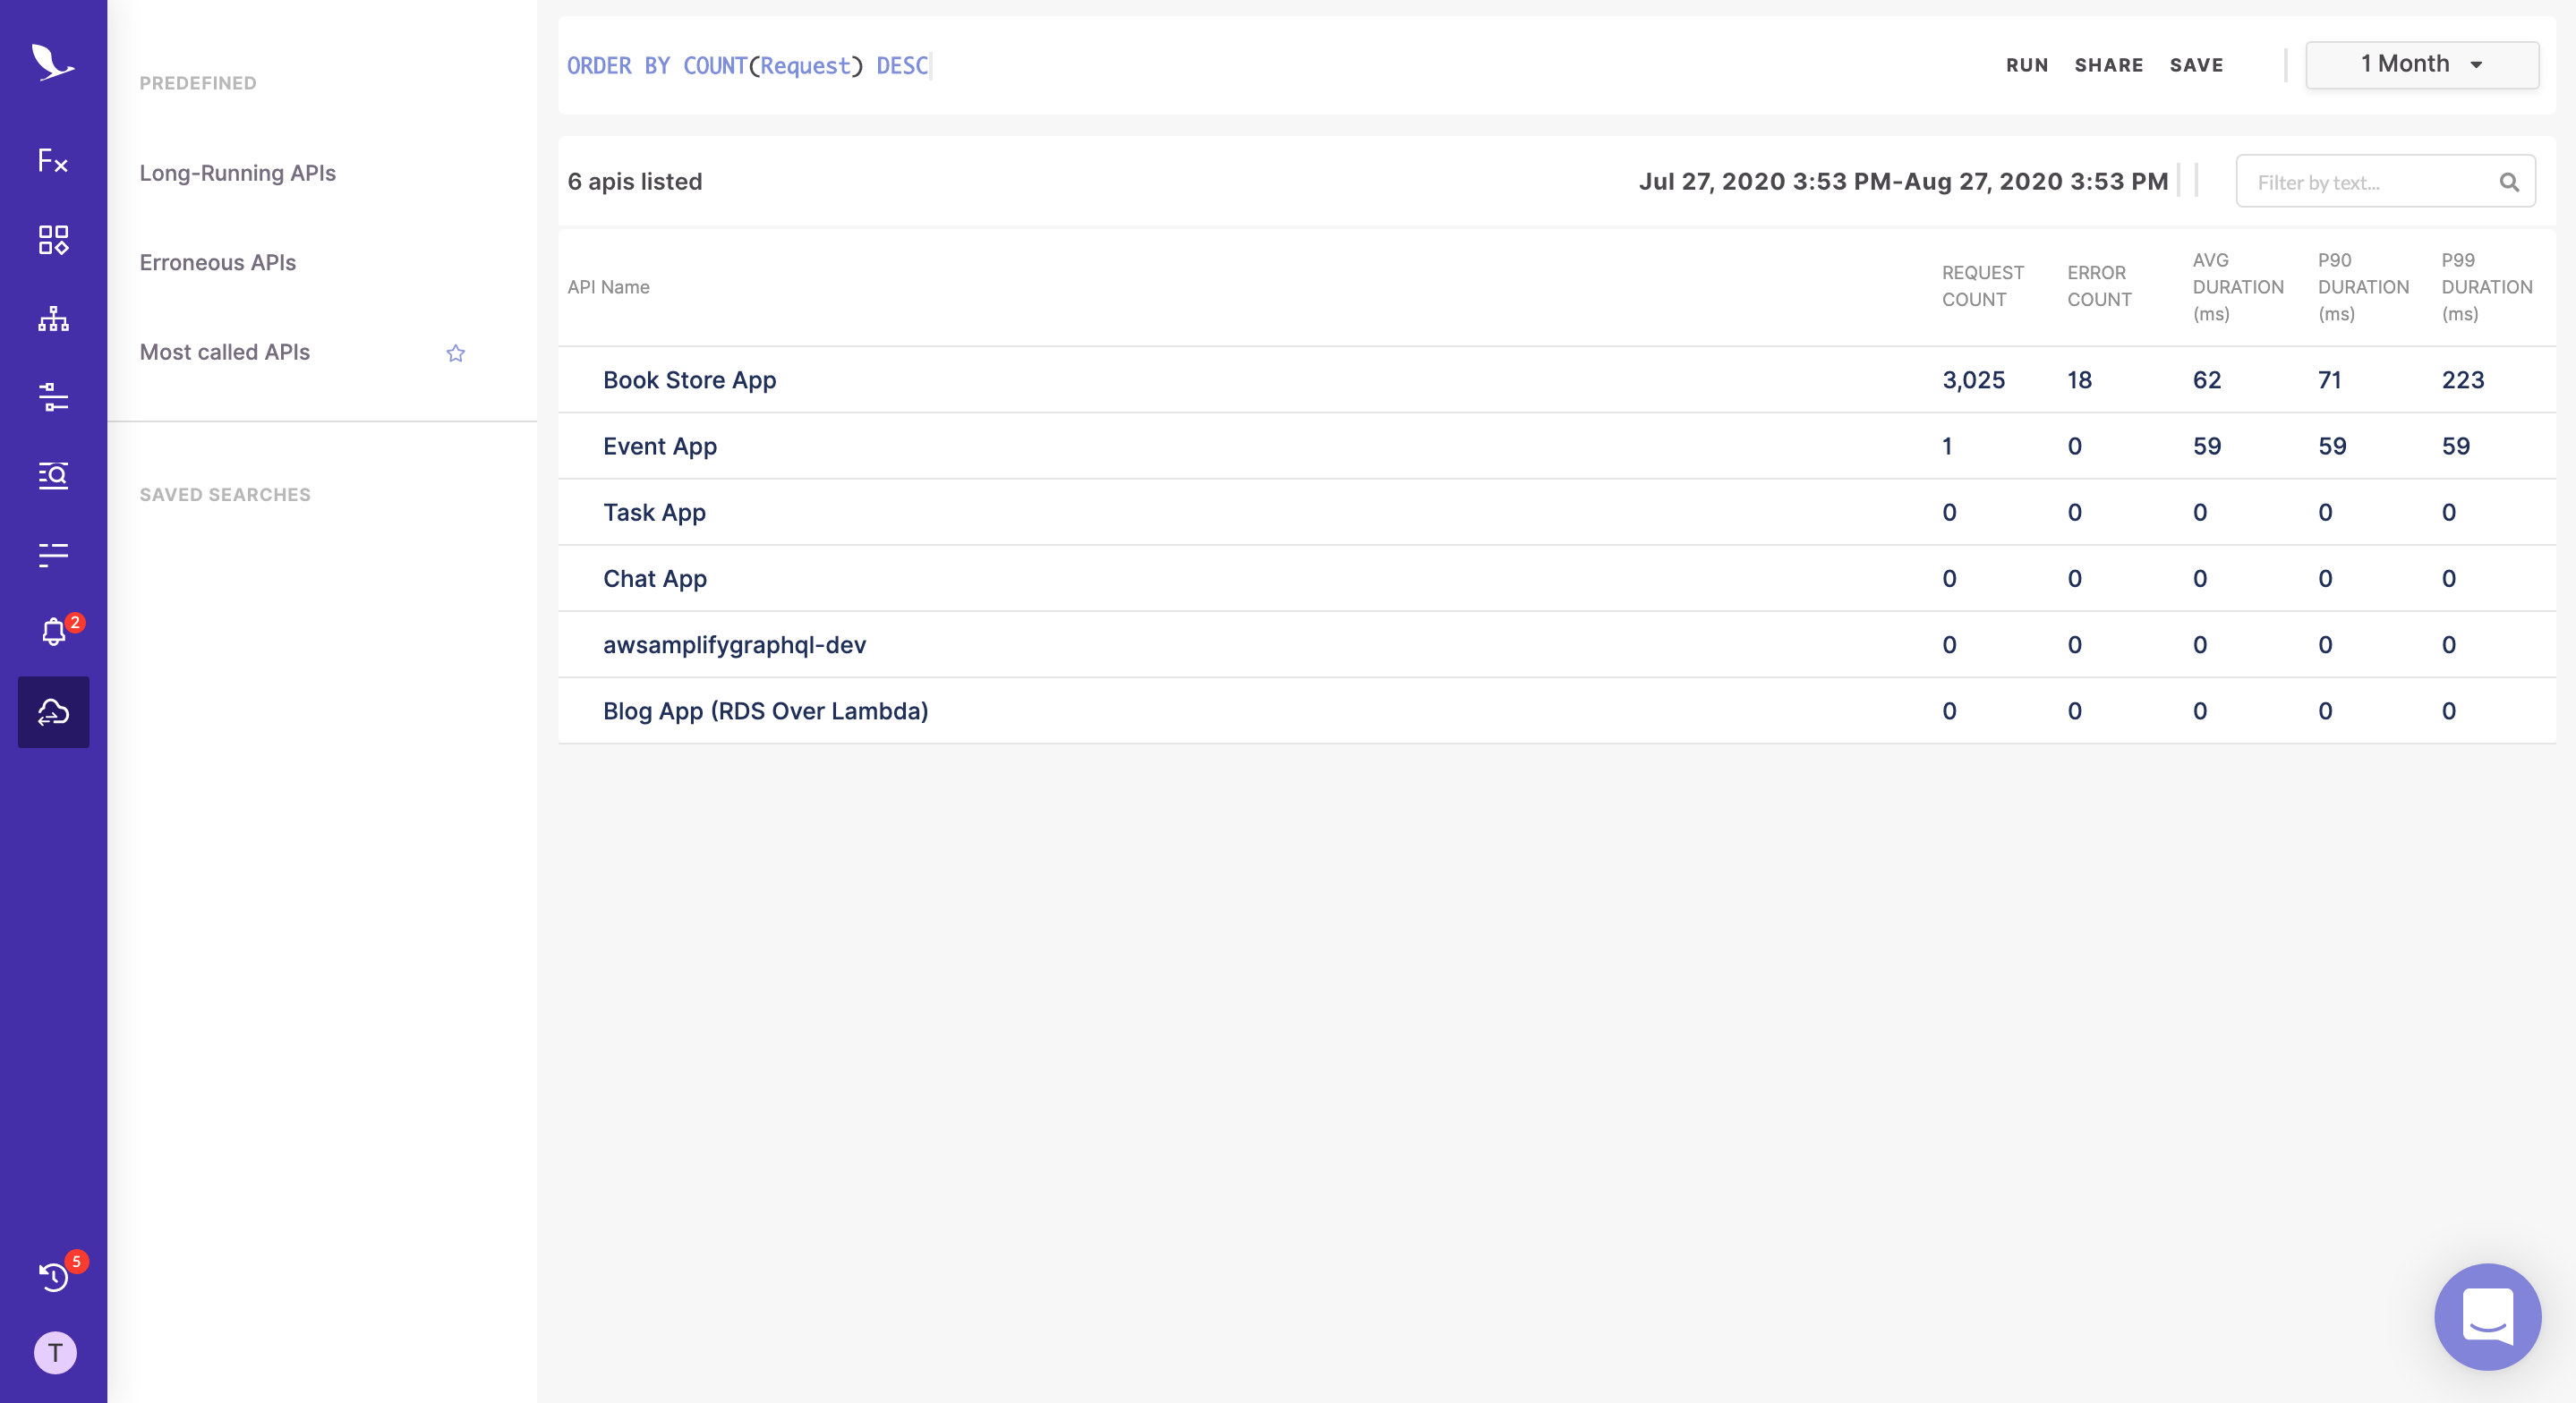 Fx
2
5
T
PREDEFINED
Long-Running APIs
Erroneous APIs
Most called APIs
SAVED SEARCHES
ORDER BY COUNT(Request) DESC
RUN SHARE SAVE
1 Month
6 apis listed
Jul 27, 2020 3:53 PM-Aug 27, 2020 3:53 PM
Filter by text...
API Name REQUEST COUNT ERROR COUNT AVG DURATION (ms) P90 DURATION (ms) P99 DURATION (ms)
Book Store App 3,025 18 62 71 223
Event App 1 0 59 59 59
Task App 0 0 0 0 0
Chat App 0 0 0 0 0
awsamplifygraphql-dev 0 0 0 0 0
Blog App (RDS Over Lambda) 0 0 0 0 0